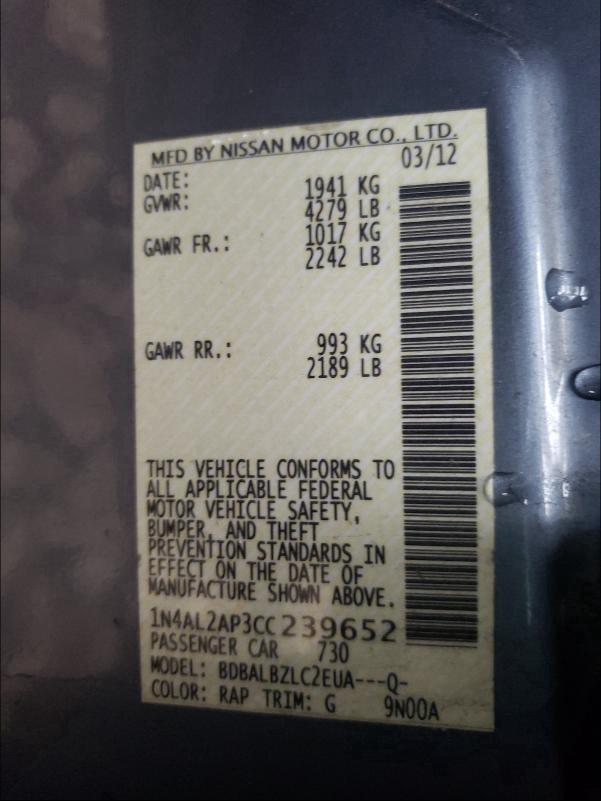 MFD BY NISSAN MOTOR CO., LTD.
DATE: 03/12
GVWR: 1941 KG
4279 LB
GAWR FR.: 1017 KG
2242 LB
GAWR RR.: 993 KG
2189 LB
THIS VEHICLE CONFORMS TO
ALL APPLICABLE FEDERAL
MOTOR VEHICLE SAFETY,
BUMPER, AND THEFT
PREVENTION STANDARDS IN
EFFECT ON THE DATE OF
MANUFACTURE SHOWN ABOVE.
1N4AL2AP3CC239652
PASSENGER CAR 730
MODEL: BDBALBZLC2EUA---Q-
COLOR: RAP TRIM: G 9N00A